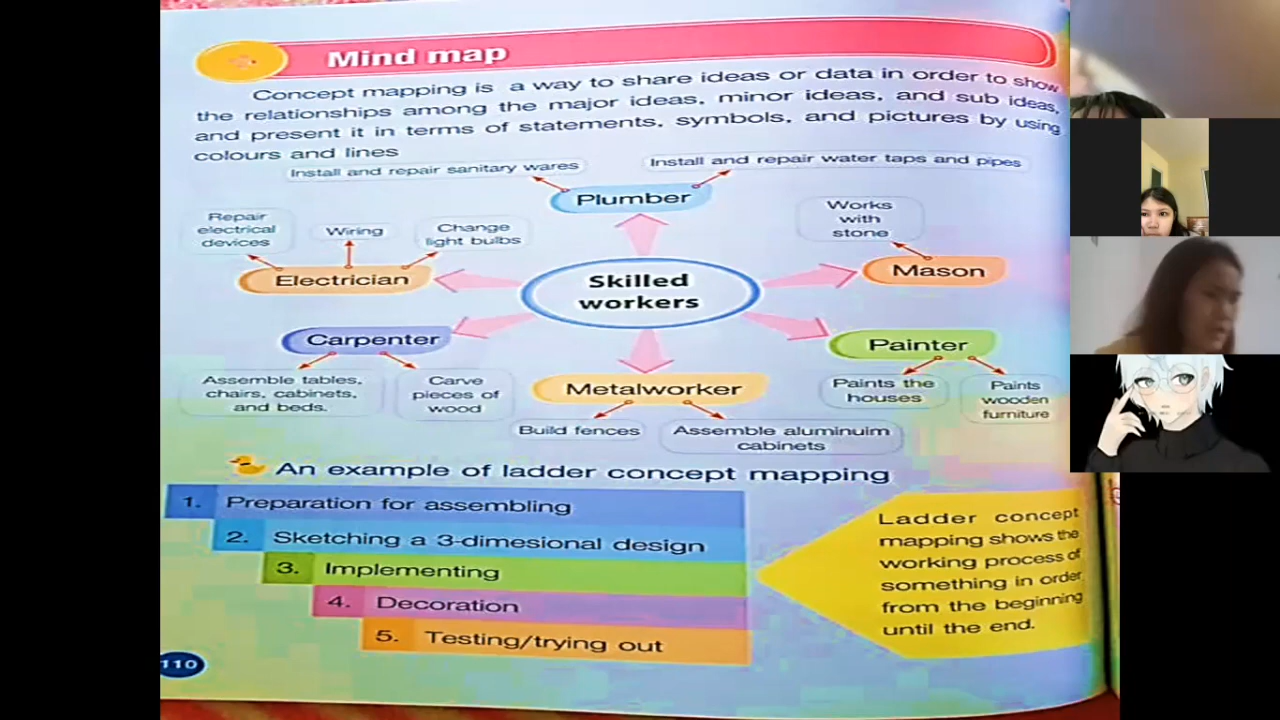 Mind map
Concept mapping is a way to share ideas or data in order to show
the relationships among the major ideas, minor ideas, and sub ideas,
and present it in terms of statements, symbols, and pictures by using
colours and lines
Install and repair sanitary wares
Install and repair water taps and pipes
Plumber
Repair
electrical
devices
Wiring
Change
light bulbs
Works
with
stone
Electrician
Skilled
workers
Mason
Carpenter
Painter
Assemble tables,
chairs, cabinets,
and beds.
Carve
pieces of
wood
Metalworker
Paints the
houses
Paints
wooden
furniture
Build fences
Assemble aluminuim
cabinets
An example of ladder concept mapping
1. Preparation for assembling
2. Sketching a 3-dimesional design
3. Implementing
4. Decoration
5. Testing/trying out
Ladder concept
mapping shows the
working process of
something in order
from the beginning
until the end.
110